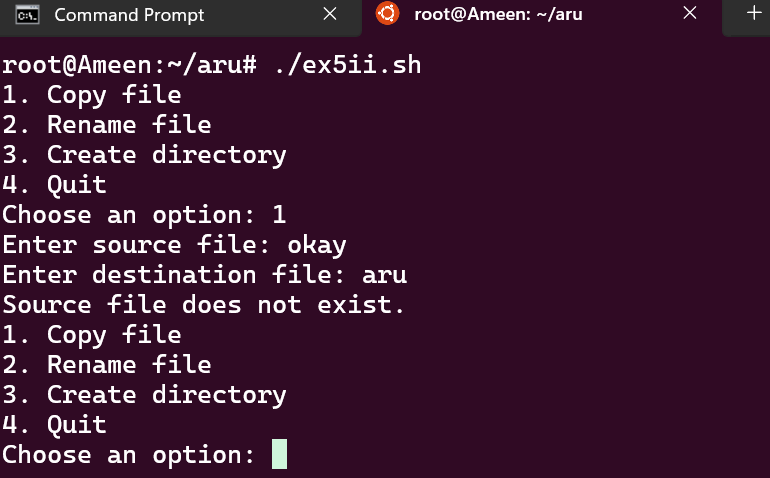 Command Prompt
root@Ameen: ~/aru
root@Ameen:~/aru# ./ex5ii.sh
1. Copy file
2. Rename file
3. Create directory
4. Quit
Choose an option: 1
Enter source file: okay
Enter destination file: aru
Source file does not exist.
1. Copy file
2. Rename file
3. Create directory
4. Quit
Choose an option: